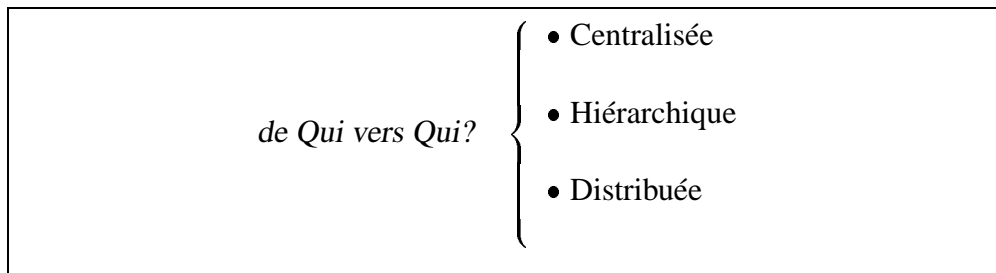 • Centralisée
• Hiérarchique
de Qui vers Qui?
• Distribuée